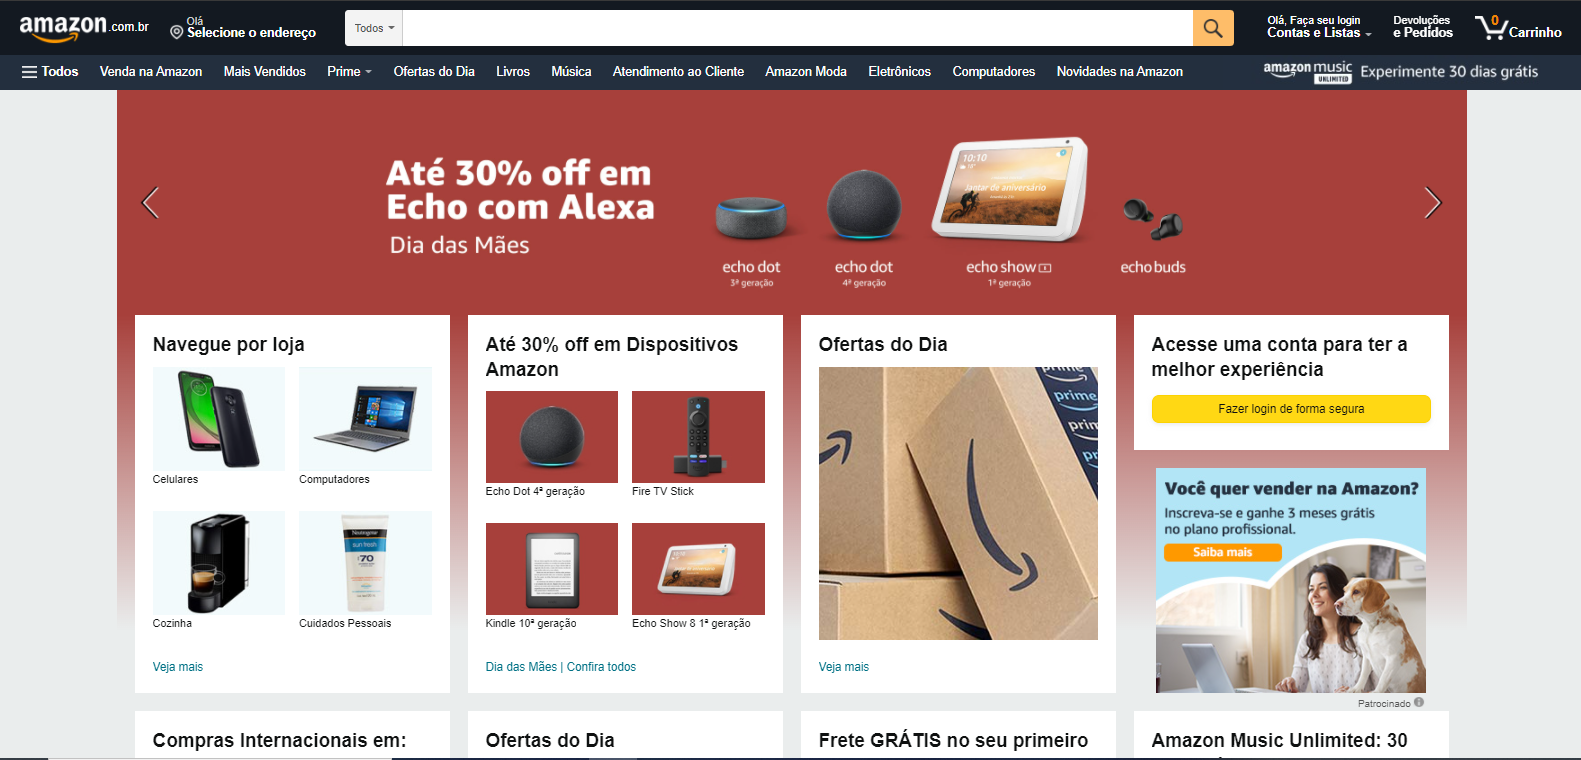 amazon.com.br
Olá
Selecione o endereço
Todos
Olá, Faça seu login
Contas e Listas
Devoluções
e Pedidos
0
Carrinho
Todos
Venda na Amazon
Mais Vendidos
Prime
Ofertas do Dia
Livros
Música
Atendimento ao Cliente
Amazon Moda
Eletrônicos
Computadores
Novidades na Amazon
amazon music
UNLIMITED
Experimente 30 dias grátis
Até 30% off em
Echo com Alexa
Dia das Mães
10:10
Jantar de aniversário
echo dot
3ª geração
echo dot
4ª geração
echo show
1ª geração
echo buds
Navegue por loja
Celulares
Computadores
Neutrogena
sun fresh
70
Cozinha
Cuidados Pessoais
Veja mais
Até 30% off em Dispositivos
Amazon
Echo Dot 4ª geração
Fire TV Stick
Kindle 10ª geração
Echo Show 8 1ª geração
Dia das Mães | Confira todos
Ofertas do Dia
prime
prime
Veja mais
Acesse uma conta para ter a
melhor experiência
Fazer login de forma segura
Você quer vender na Amazon?
Inscreva-se e ganhe 3 meses grátis
no plano profissional.
Saiba mais
Patrocinado
Compras Internacionais em:
Ofertas do Dia
Frete GRÁTIS no seu primeiro
Amazon Music Unlimited: 30